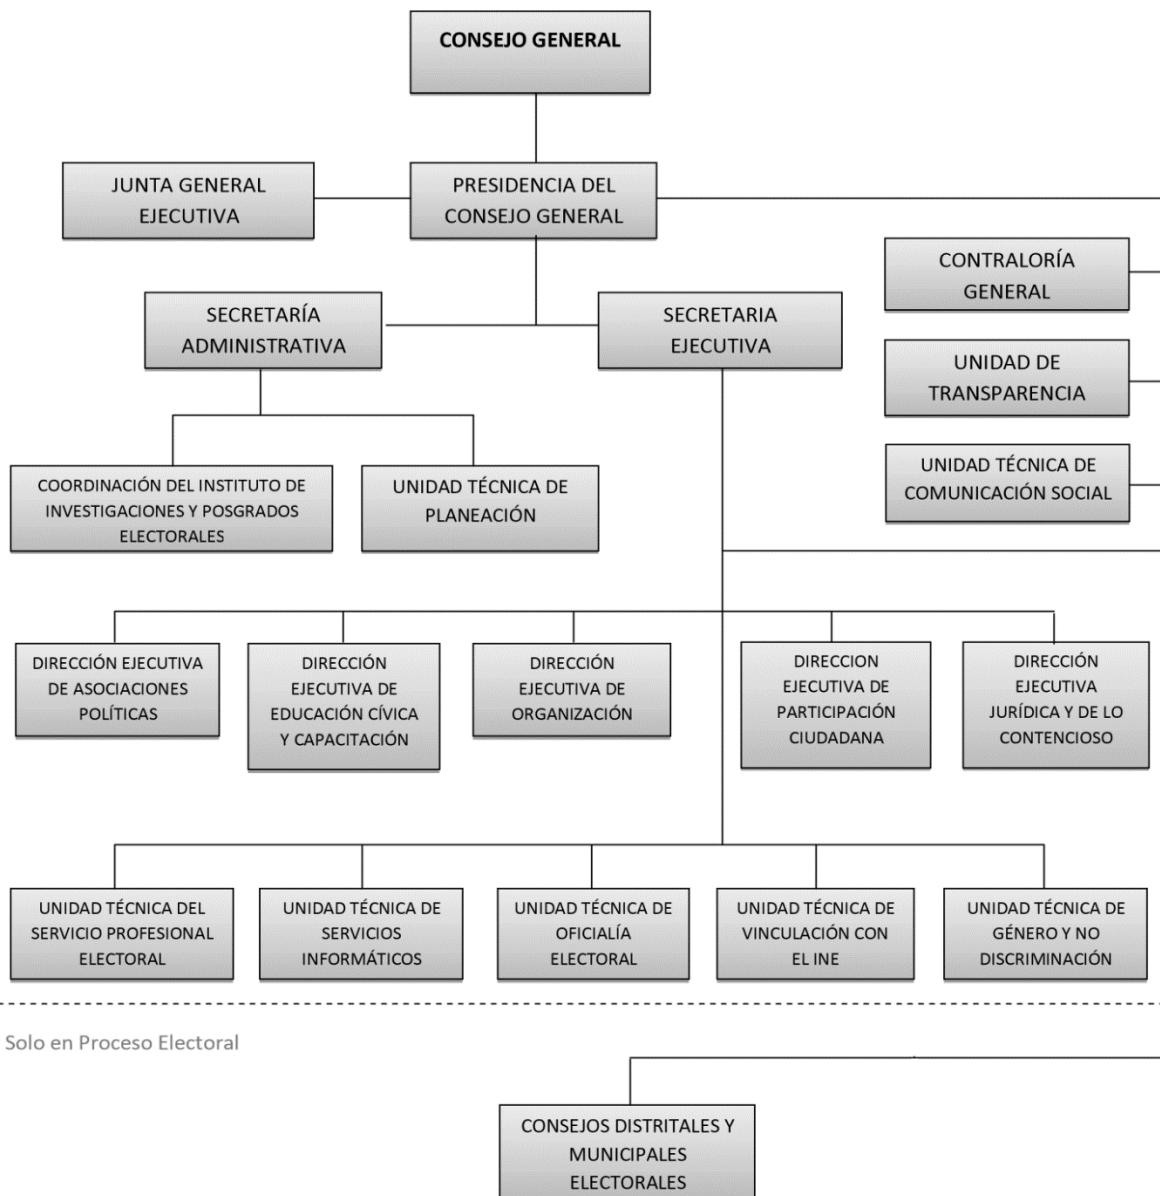 CONSEJO GENERAL
JUNTA GENERAL
EJECUTIVA
PRESIDENCIA DEL
CONSEJO GENERAL
CONTRALORÍA
GENERAL
SECRETARÍA
ADMINISTRATIVA
SECRETARIA
EJECUTIVA
UNIDAD DE
TRANSPARENCIA
UNIDAD TÉCNICA DE
COMUNICACIÓN SOCIAL
COORDINACIÓN DEL INSTITUTO DE
INVESTIGACIONES Y POSGRADOS
ELECTORALES
UNIDAD TÉCNICA DE
PLANEACIÓN
DIRECCIÓN EJECUTIVA
DE ASOCIACIONES
POLÍTICAS
DIRECCIÓN
EJECUTIVA DE
EDUCACIÓN CÍVICA
Y CAPACITACIÓN
DIRECCIÓN
EJECUTIVA DE
ORGANIZACIÓN
DIRECCION
EJECUTIVA DE
PARTICIPACIÓN
CIUDADANA
DIRECCIÓN
EJECUTIVA
JURÍDICA Y DE LO
CONTENCIOSO
UNIDAD TÉCNICA DEL
SERVICIO PROFESIONAL
ELECTORAL
UNIDAD TÉCNICA DE
SERVICIOS
INFORMÁTICOS
UNIDAD TÉCNICA DE
OFICIALÍA
ELECTORAL
UNIDAD TÉCNICA DE
VINCULACIÓN CON
EL INE
UNIDAD TÉCNICA DE
GÉNERO Y NO
DISCRIMINACIÓN
Solo en Proceso Electoral
CONSEJOS DISTRITALES Y
MUNICIPALES
ELECTORALES